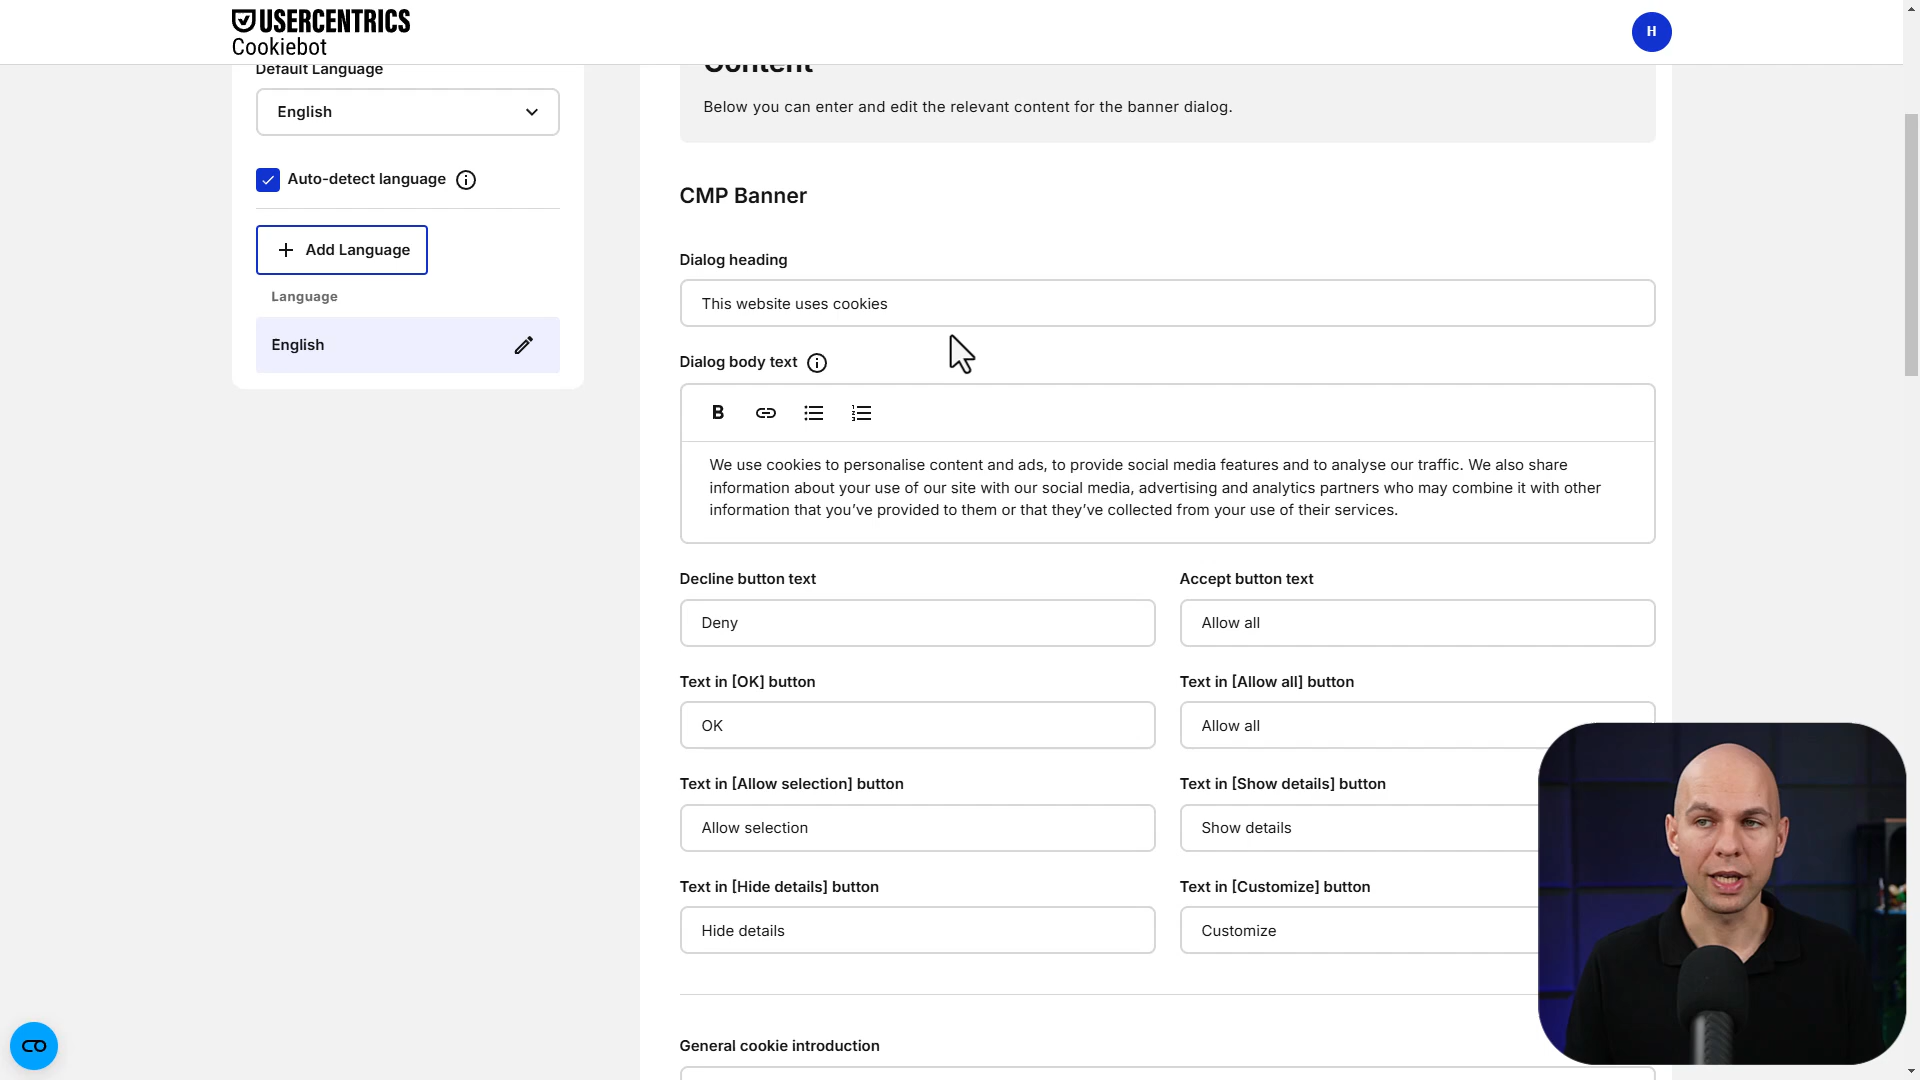 USERCENTRICS
Cookiebot
H
Default Language
English
Auto-detect language
Add Language
Language
English
Content
Below you can enter and edit the relevant content for the banner dialog.
CMP Banner
Dialog heading
This website uses cookies
Dialog body text
B
We use cookies to personalise content and ads, to provide social media features and to analyse our traffic. We also share
information about your use of our site with our social media, advertising and analytics partners who may combine it with other
information that you’ve provided to them or that they’ve collected from your use of their services.
Decline button text
Accept button text
Deny
Allow all
Text in [OK] button
Text in [Allow all] button
OK
Allow all
Text in [Allow selection] button
Text in [Show details] button
Allow selection
Show details
Text in [Hide details] button
Text in [Customize] button
Hide details
Customize
General cookie introduction